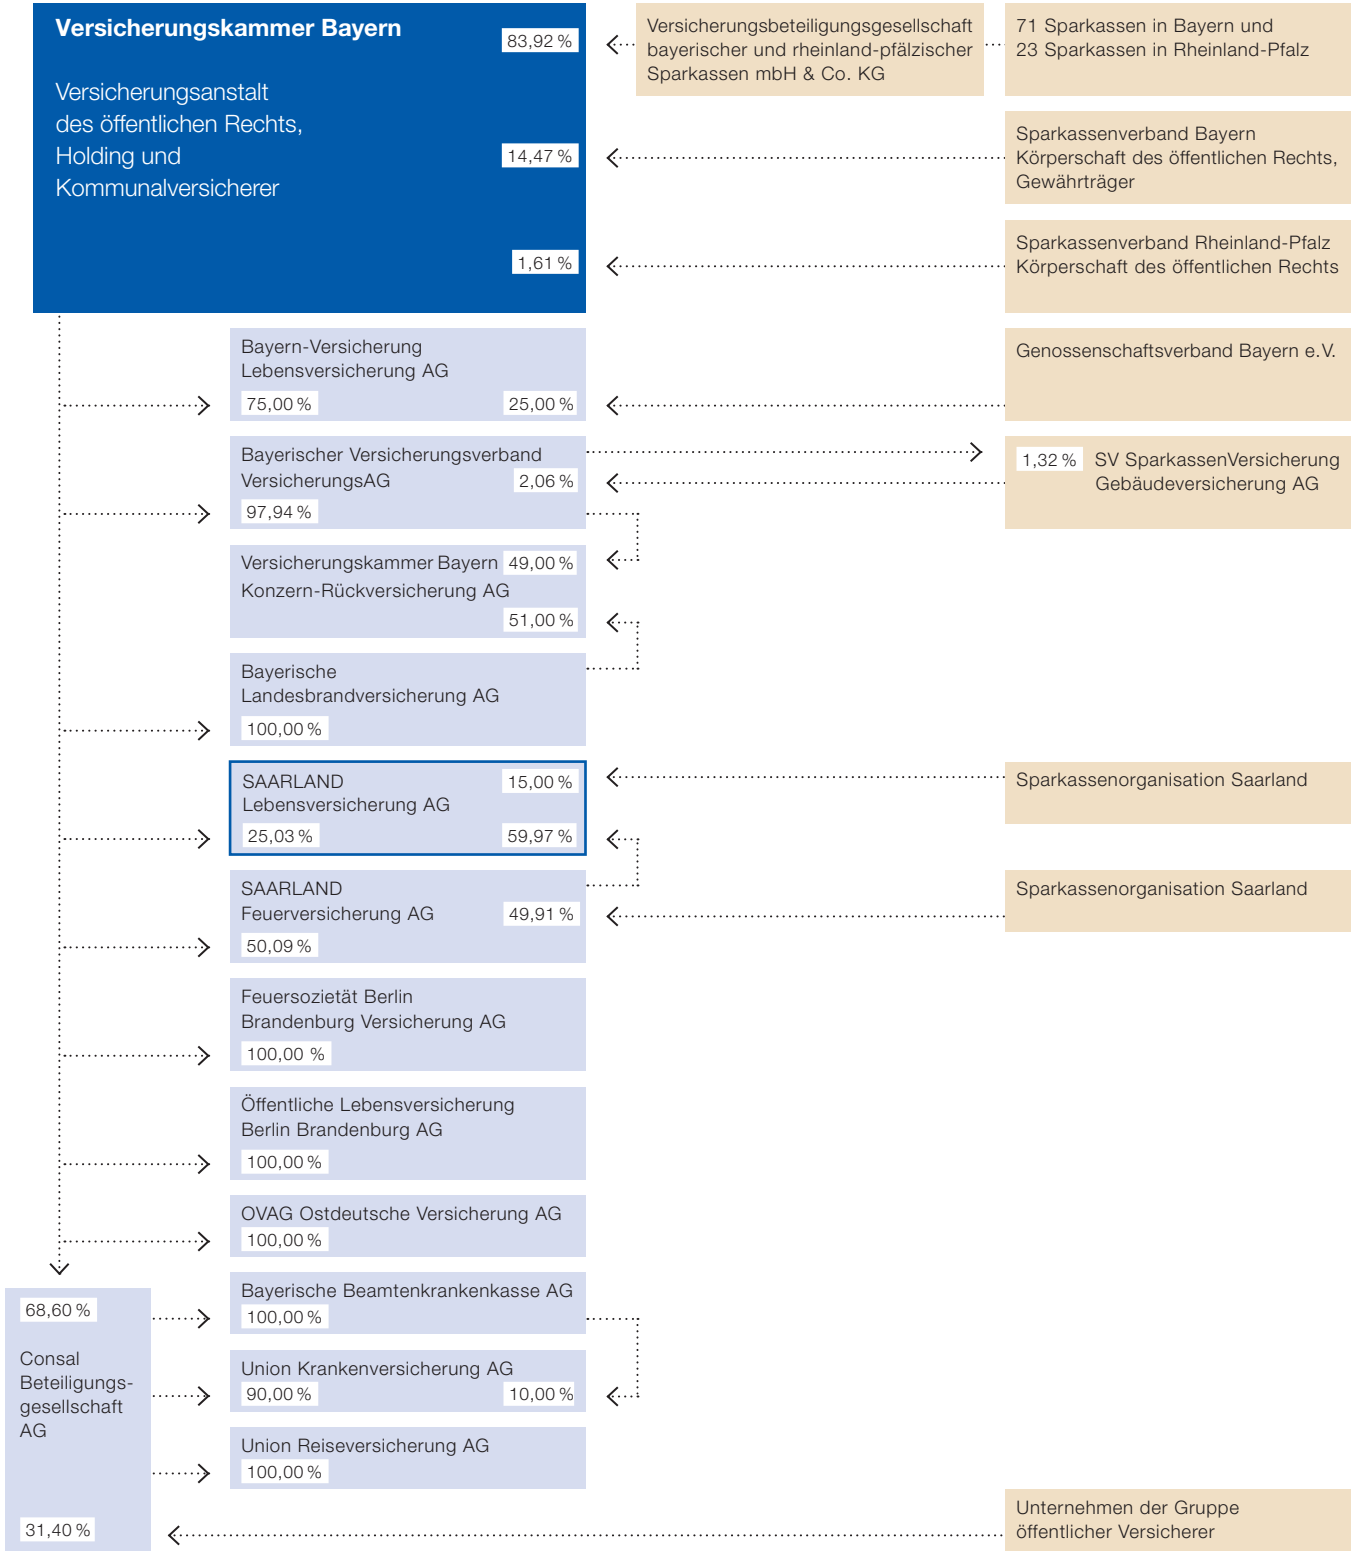 Versicherungskammer Bayern
83,92 %
Versicherungsanstalt
des öffentlichen Rechts,
Holding und
Kommunalversicherer
14,47 %
1,61 %
Versicherungsbeteiligungsgesellschaft
bayerischer und rheinland-pfälzischer
Sparkassen mbH & Co. KG
71 Sparkassen in Bayern und
23 Sparkassen in Rheinland-Pfalz
Sparkassenverband Bayern
Körperschaft des öffentlichen Rechts,
Gewährträger
Sparkassenverband Rheinland-Pfalz
Körperschaft des öffentlichen Rechts
Bayern-Versicherung
Lebensversicherung AG
75,00 %
25,00 %
Genossenschaftsverband Bayern e.V.
Bayerischer Versicherungsverband
VersicherungsAG
2,06 %
97,94 %
1,32 % SV SparkassenVersicherung
Gebäudeversicherung AG
Versicherungskammer Bayern 49,00 %
Konzern-Rückversicherung AG
51,00 %
Bayerische
Landesbrandversicherung AG
100,00 %
SAARLAND
15,00 %
Lebensversicherung AG
25,03 %
59,97 %
Sparkassenorganisation Saarland
SAARLAND
Feuerversicherung AG
49,91 %
50,09 %
Sparkassenorganisation Saarland
Feuersozietät Berlin
Brandenburg Versicherung AG
100,00 %
Öffentliche Lebensversicherung
Berlin Brandenburg AG
100,00 %
OVAG Ostdeutsche Versicherung AG
100,00 %
68,60 %
Consal
Beteiligungs-
gesellschaft
AG
31,40 %
Bayerische Beamtenkrankenkasse AG
100,00 %
Union Krankenversicherung AG
90,00 %
10,00 %
Union Reiseversicherung AG
100,00 %
Unternehmen der Gruppe
öffentlicher Versicherer